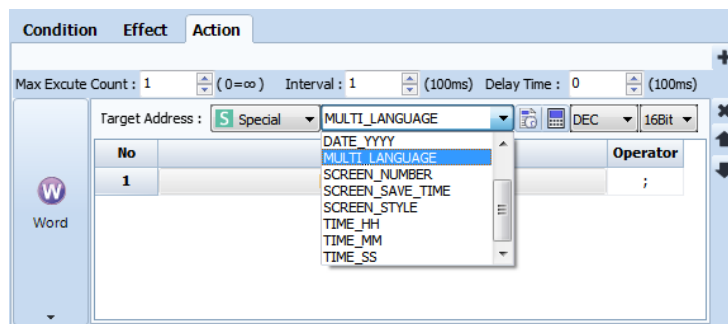 Condition Effect Action
Max Excute Count : 1 ( 0=∞ ) Interval : 1 (100ms) Delay Time : 0 (100ms)
Target Address : S Special MULTI_LANGUAGE DEC 16Bit
DATE_YYYY
No MULTI_LANGUAGE Operator
SCREEN_NUMBER
1 SCREEN_SAVE_TIME ;
W SCREEN_STYLE
Word TIME_HH
TIME_MM
TIME_SS